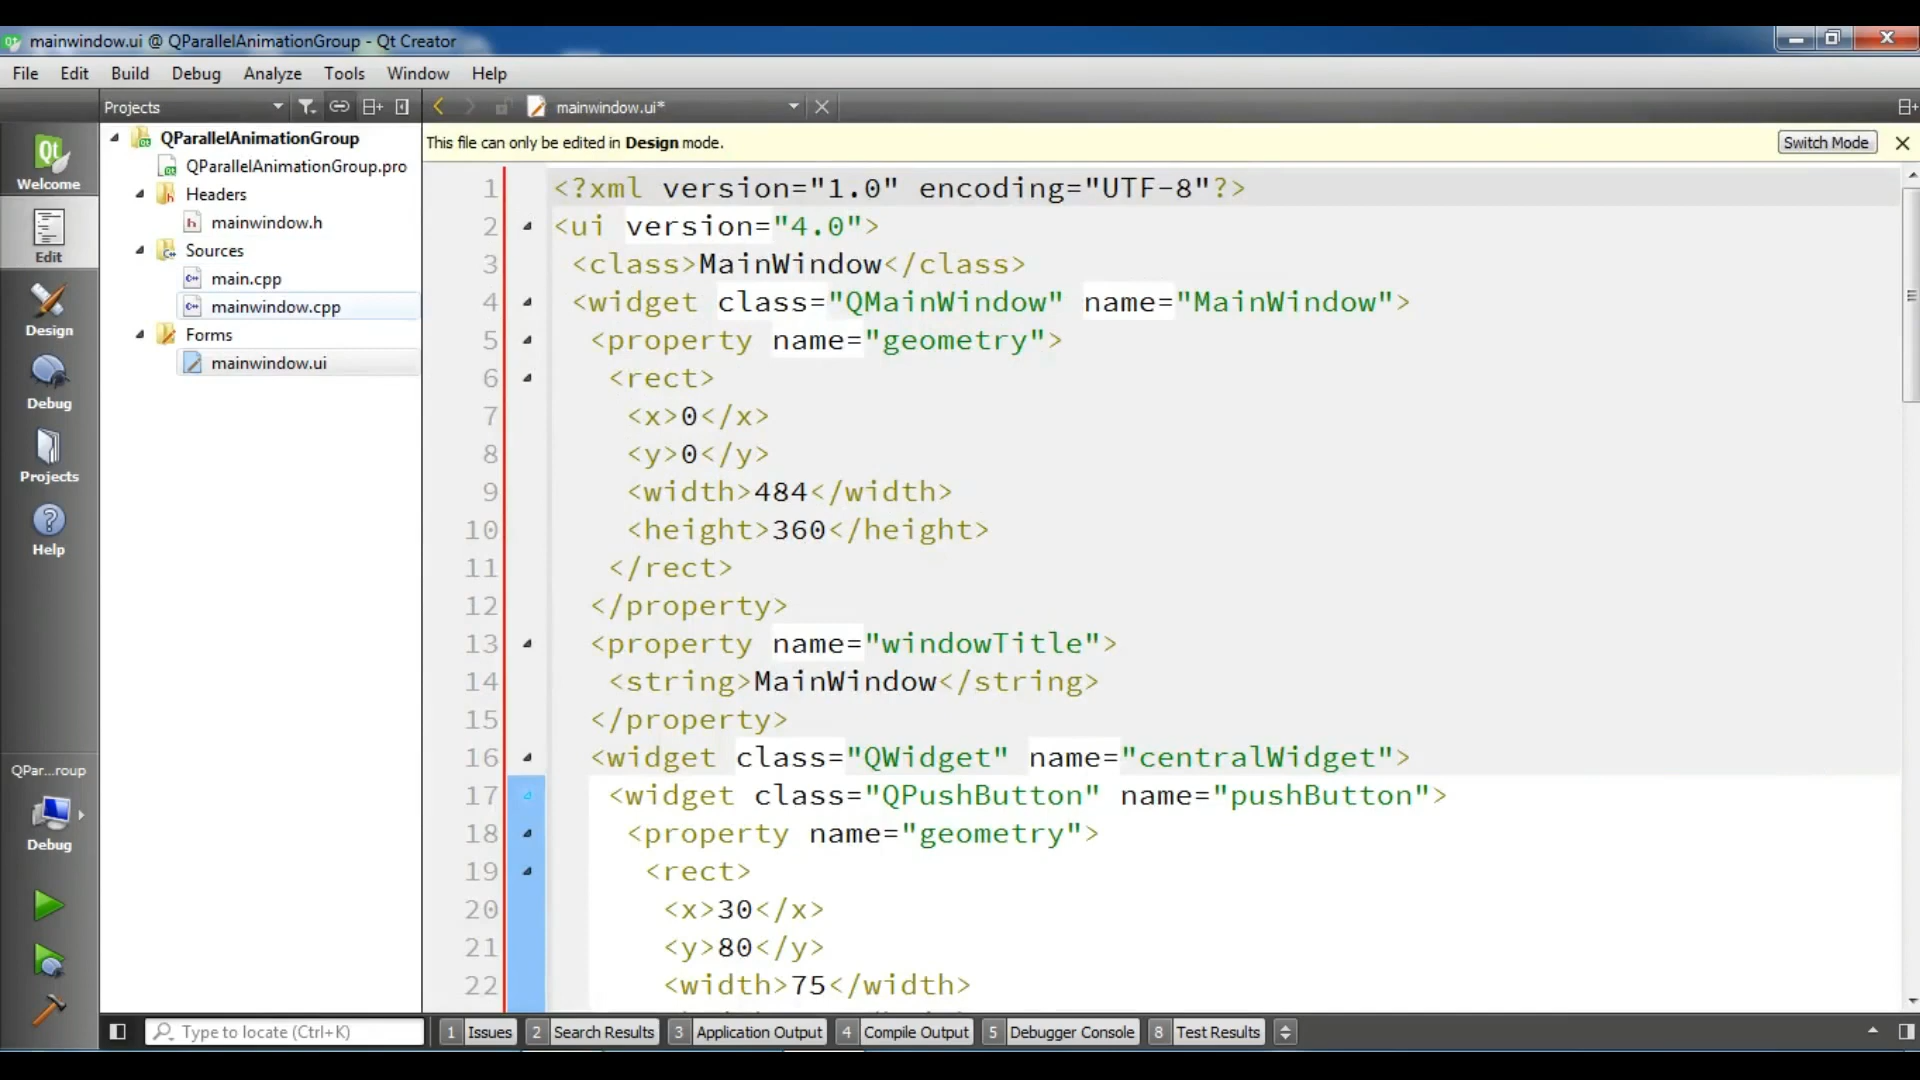 mainwindow.ui @ QParallelAnimationGroup - Qt Creator
File Edit Build Debug Analyze Tools Window Help
Projects
mainwindow.ui*
This file can only be edited in Design mode.
Switch Mode
Welcome
Edit
Design
Debug
Projects
Help
QPar...roup
Debug
QParallelAnimationGroup
QParallelAnimationGroup.pro
Headers
mainwindow.h
Sources
main.cpp
mainwindow.cpp
Forms
mainwindow.ui
1 <?xml version="1.0" encoding="UTF-8"?>
2 <ui version="4.0">
3 <class>MainWindow</class>
4 <widget class="QMainWindow" name="MainWindow">
5 <property name="geometry">
6 <rect>
7 <x>0</x>
8 <y>0</y>
9 <width>484</width>
10 <height>360</height>
11 </rect>
12 </property>
13 <property name="windowTitle">
14 <string>MainWindow</string>
15 </property>
16 <widget class="QWidget" name="centralWidget">
17 <widget class="QPushButton" name="pushButton">
18 <property name="geometry">
19 <rect>
20 <x>30</x>
21 <y>80</y>
22 <width>75</width>
Type to locate (Ctrl+K)
1 Issues
2 Search Results
3 Application Output
4 Compile Output
5 Debugger Console
8 Test Results